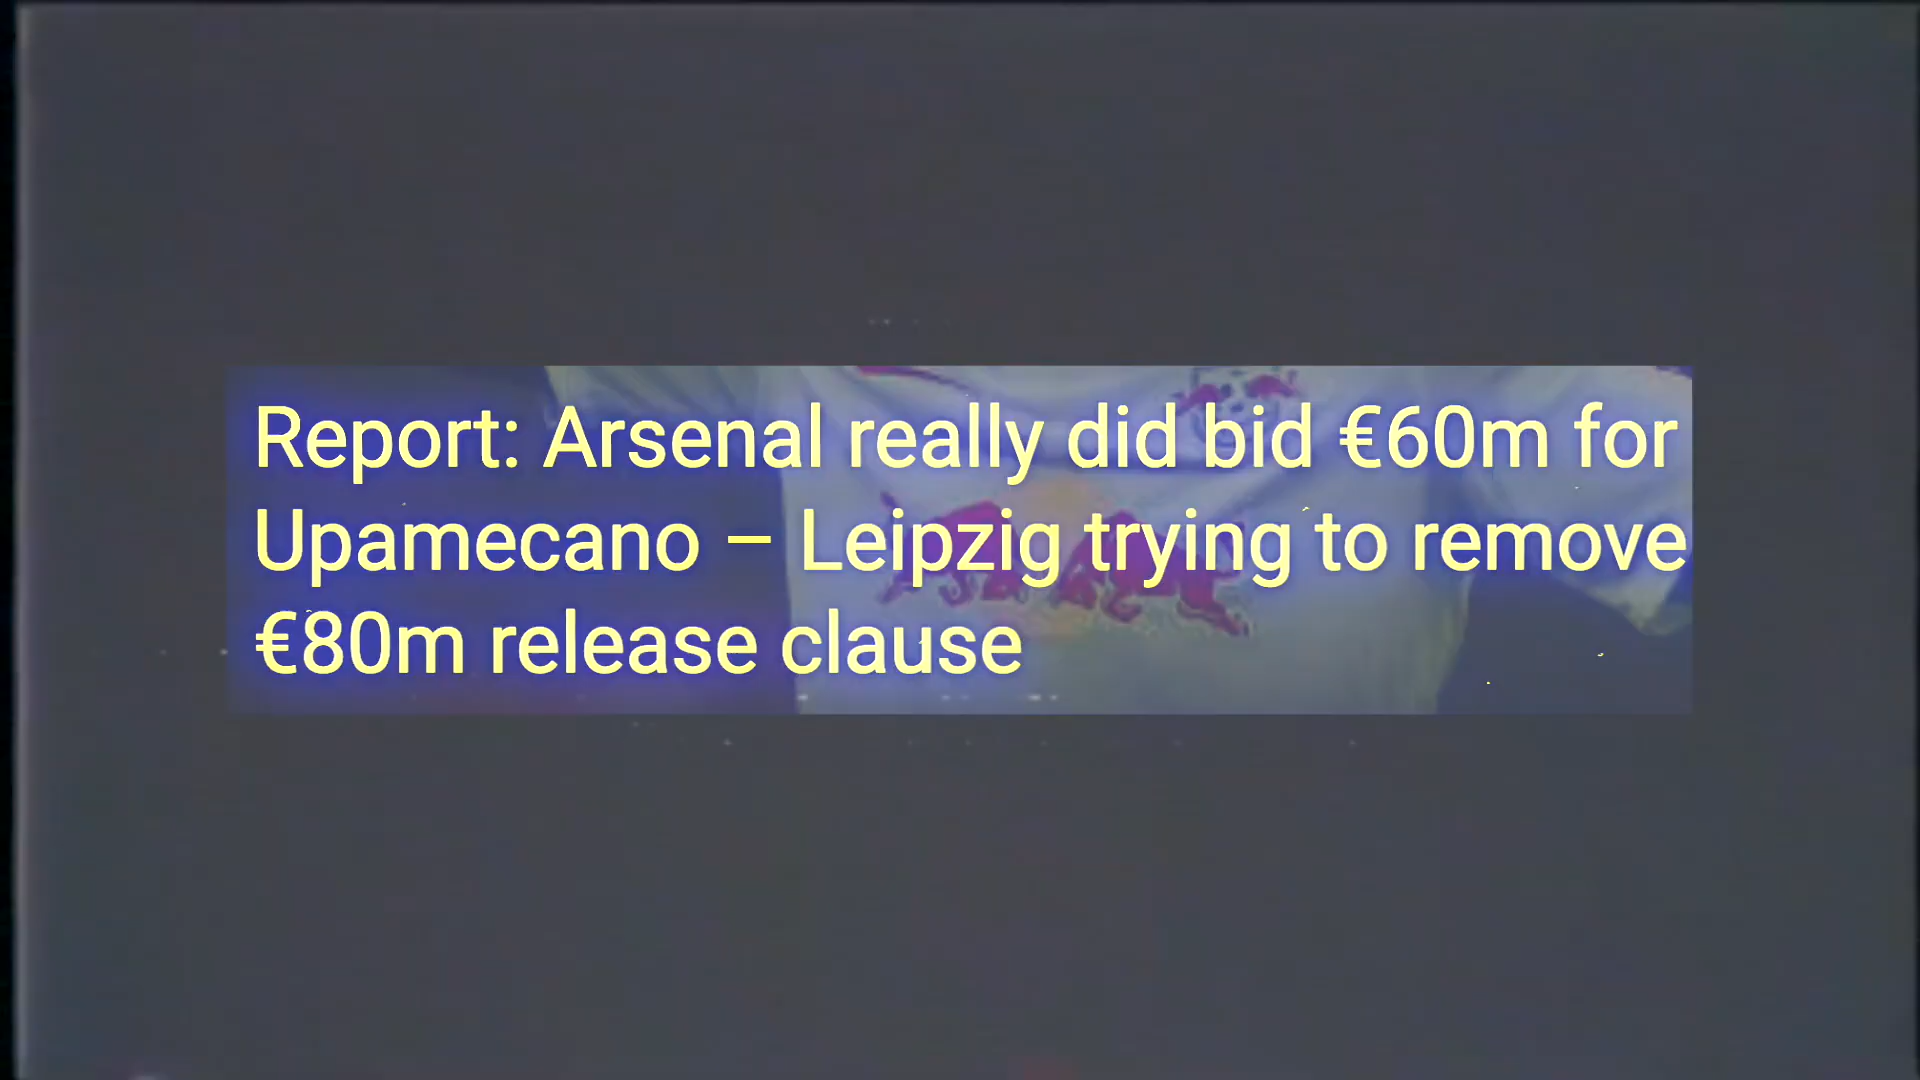 Report: Arsenal really did bid €60m for
Upamecano – Leipzig trying to remove
€80m release clause